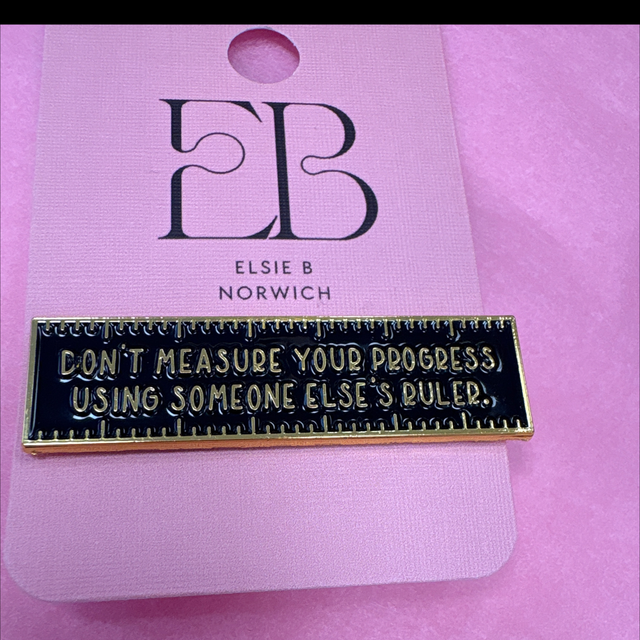 EB
ELSIE B
NORWICH
DON'T MEASURE YOUR PROGRESS
USING SOMEONE ELSE'S RULER.